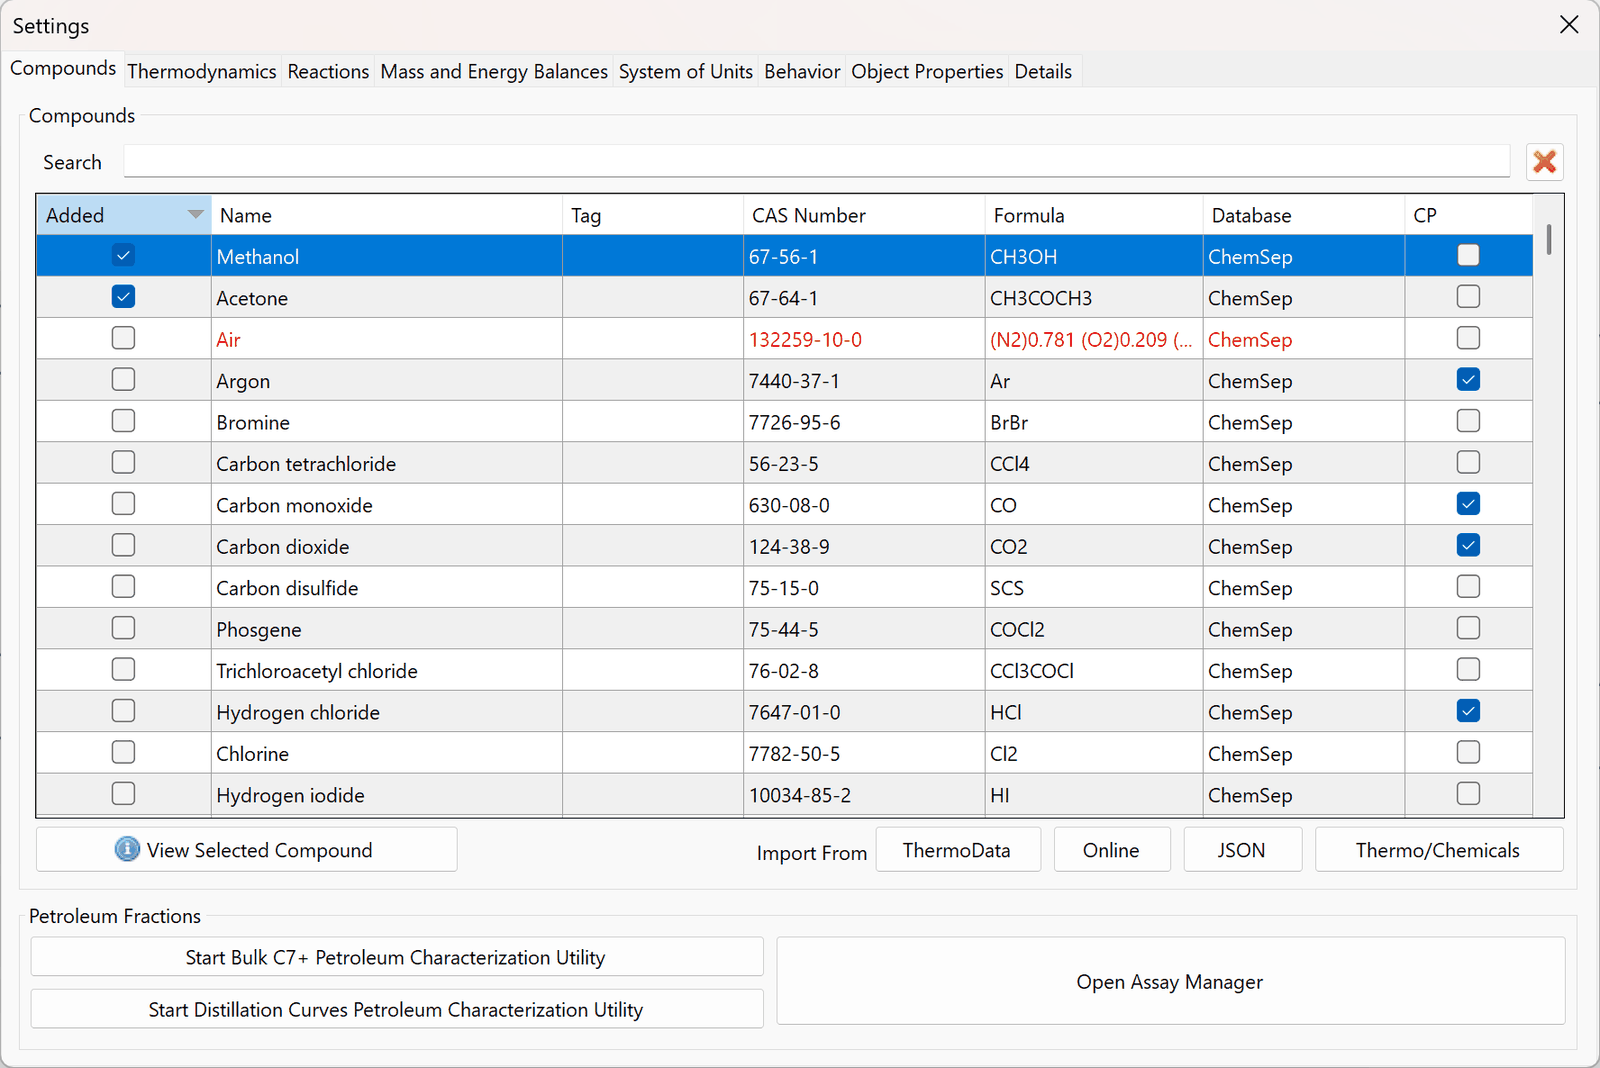 Settings
Compounds Thermodynamics Reactions Mass and Energy Balances System of Units Behavior Object Properties Details
Compounds
Search
Added Name Tag CAS Number Formula Database CP
Methanol 67-56-1 CH3OH ChemSep
Acetone 67-64-1 CH3COCH3 ChemSep
Air 132259-10-0 (N2)0.781 (O2)0.209 (... ChemSep
Argon 7440-37-1 Ar ChemSep
Bromine 7726-95-6 BrBr ChemSep
Carbon tetrachloride 56-23-5 CCl4 ChemSep
Carbon monoxide 630-08-0 CO ChemSep
Carbon dioxide 124-38-9 CO2 ChemSep
Carbon disulfide 75-15-0 SCS ChemSep
Phosgene 75-44-5 COCl2 ChemSep
Trichloroacetyl chloride 76-02-8 CCl3COCl ChemSep
Hydrogen chloride 7647-01-0 HCl ChemSep
Chlorine 7782-50-5 Cl2 ChemSep
Hydrogen iodide 10034-85-2 HI ChemSep
View Selected Compound Import From ThermoData Online JSON Thermo/Chemicals
Petroleum Fractions
Start Bulk C7+ Petroleum Characterization Utility
Open Assay Manager
Start Distillation Curves Petroleum Characterization Utility